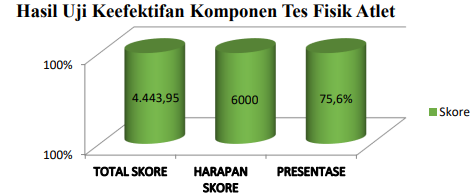 Hasil Uji Keefektifan Komponen Tes Fisik Atlet
100%
4.443,95 6000 75,6%
Skore
100%
TOTAL SKORE HARAPAN SKORE PRESENTASE